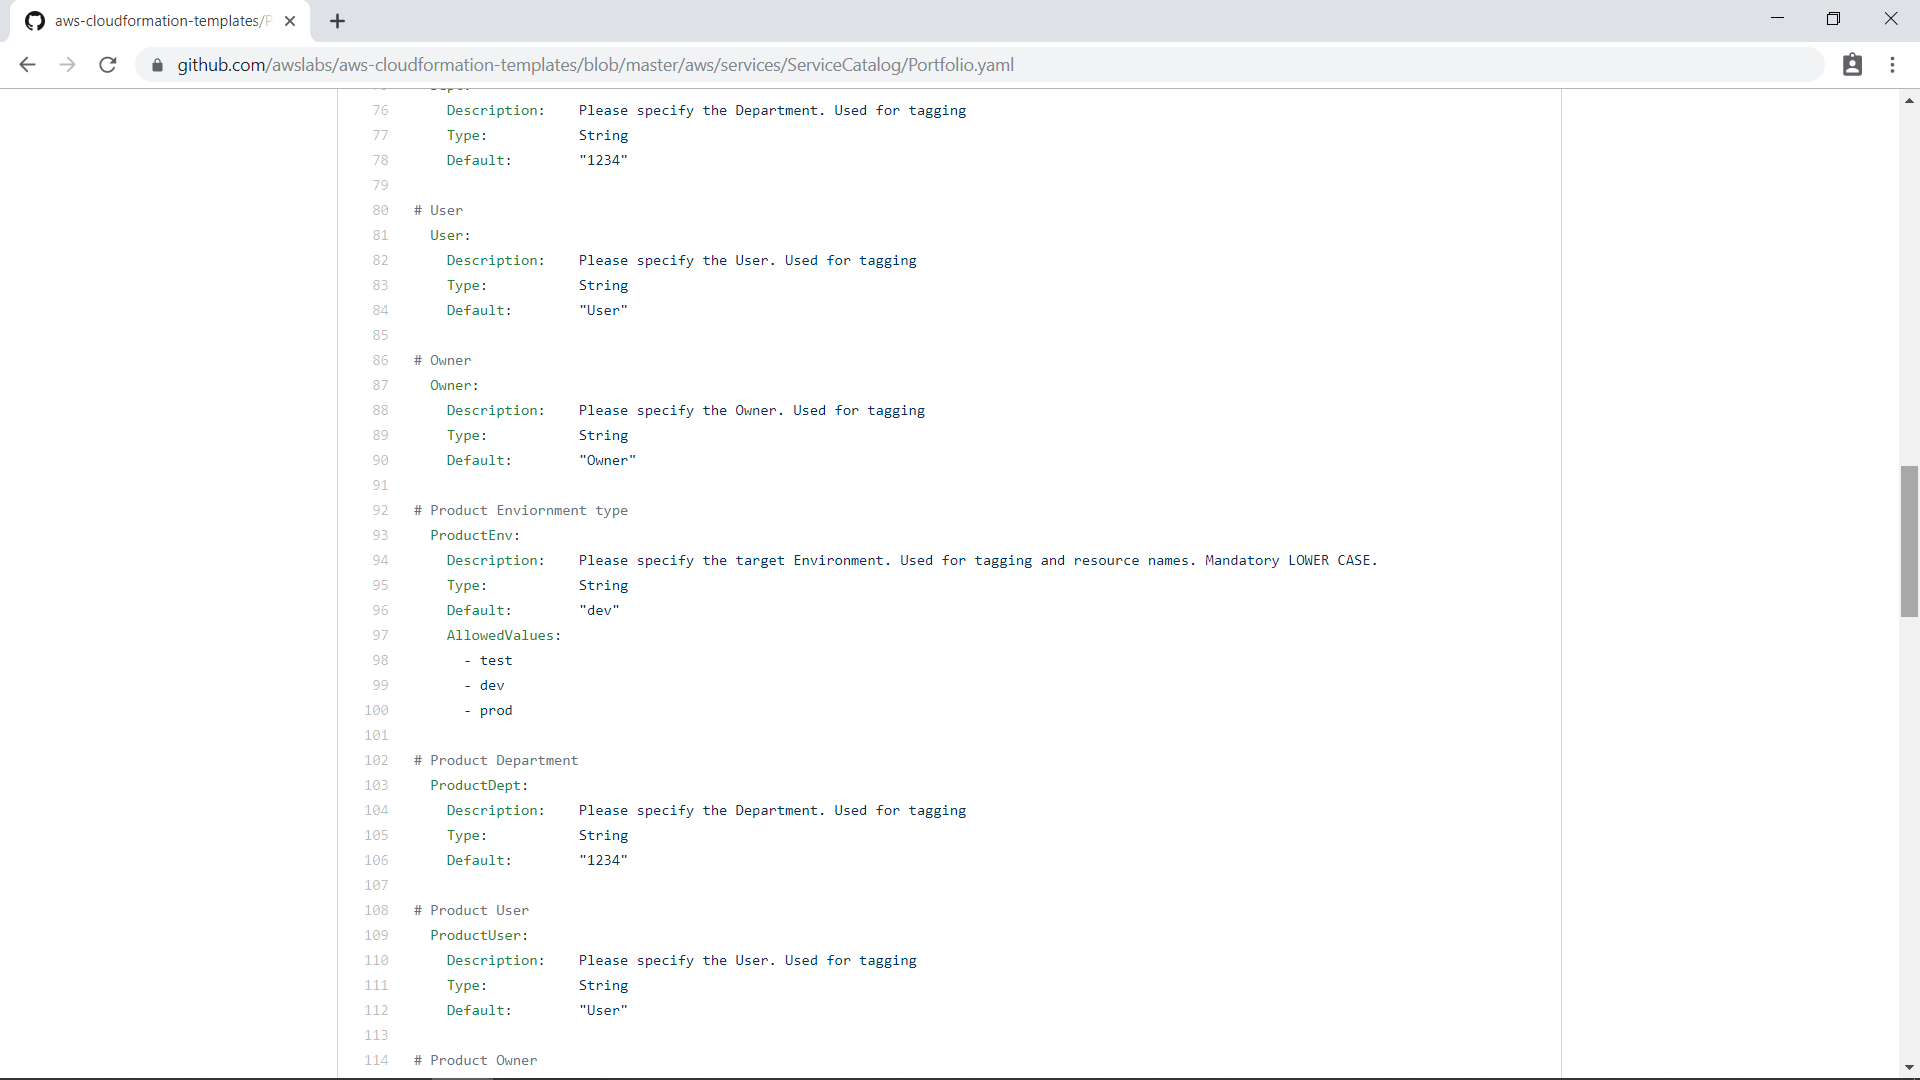 aws-cloudformation-templates/P
github.com/awslabs/aws-cloudformation-templates/blob/master/aws/services/ServiceCatalog/Portfolio.yaml
76 Description: Please specify the Department. Used for tagging
77 Type: String
78 Default: "1234"
79
80 # User
81 User:
82 Description: Please specify the User. Used for tagging
83 Type: String
84 Default: "User"
85
86 # Owner
87 Owner:
88 Description: Please specify the Owner. Used for tagging
89 Type: String
90 Default: "Owner"
91
92 # Product Enviornment type
93 ProductEnv:
94 Description: Please specify the target Environment. Used for tagging and resource names. Mandatory LOWER CASE.
95 Type: String
96 Default: "dev"
97 AllowedValues:
98 - test
99 - dev
100 - prod
101
102 # Product Department
103 ProductDept:
104 Description: Please specify the Department. Used for tagging
105 Type: String
106 Default: "1234"
107
108 # Product User
109 ProductUser:
110 Description: Please specify the User. Used for tagging
111 Type: String
112 Default: "User"
113
114 # Product Owner